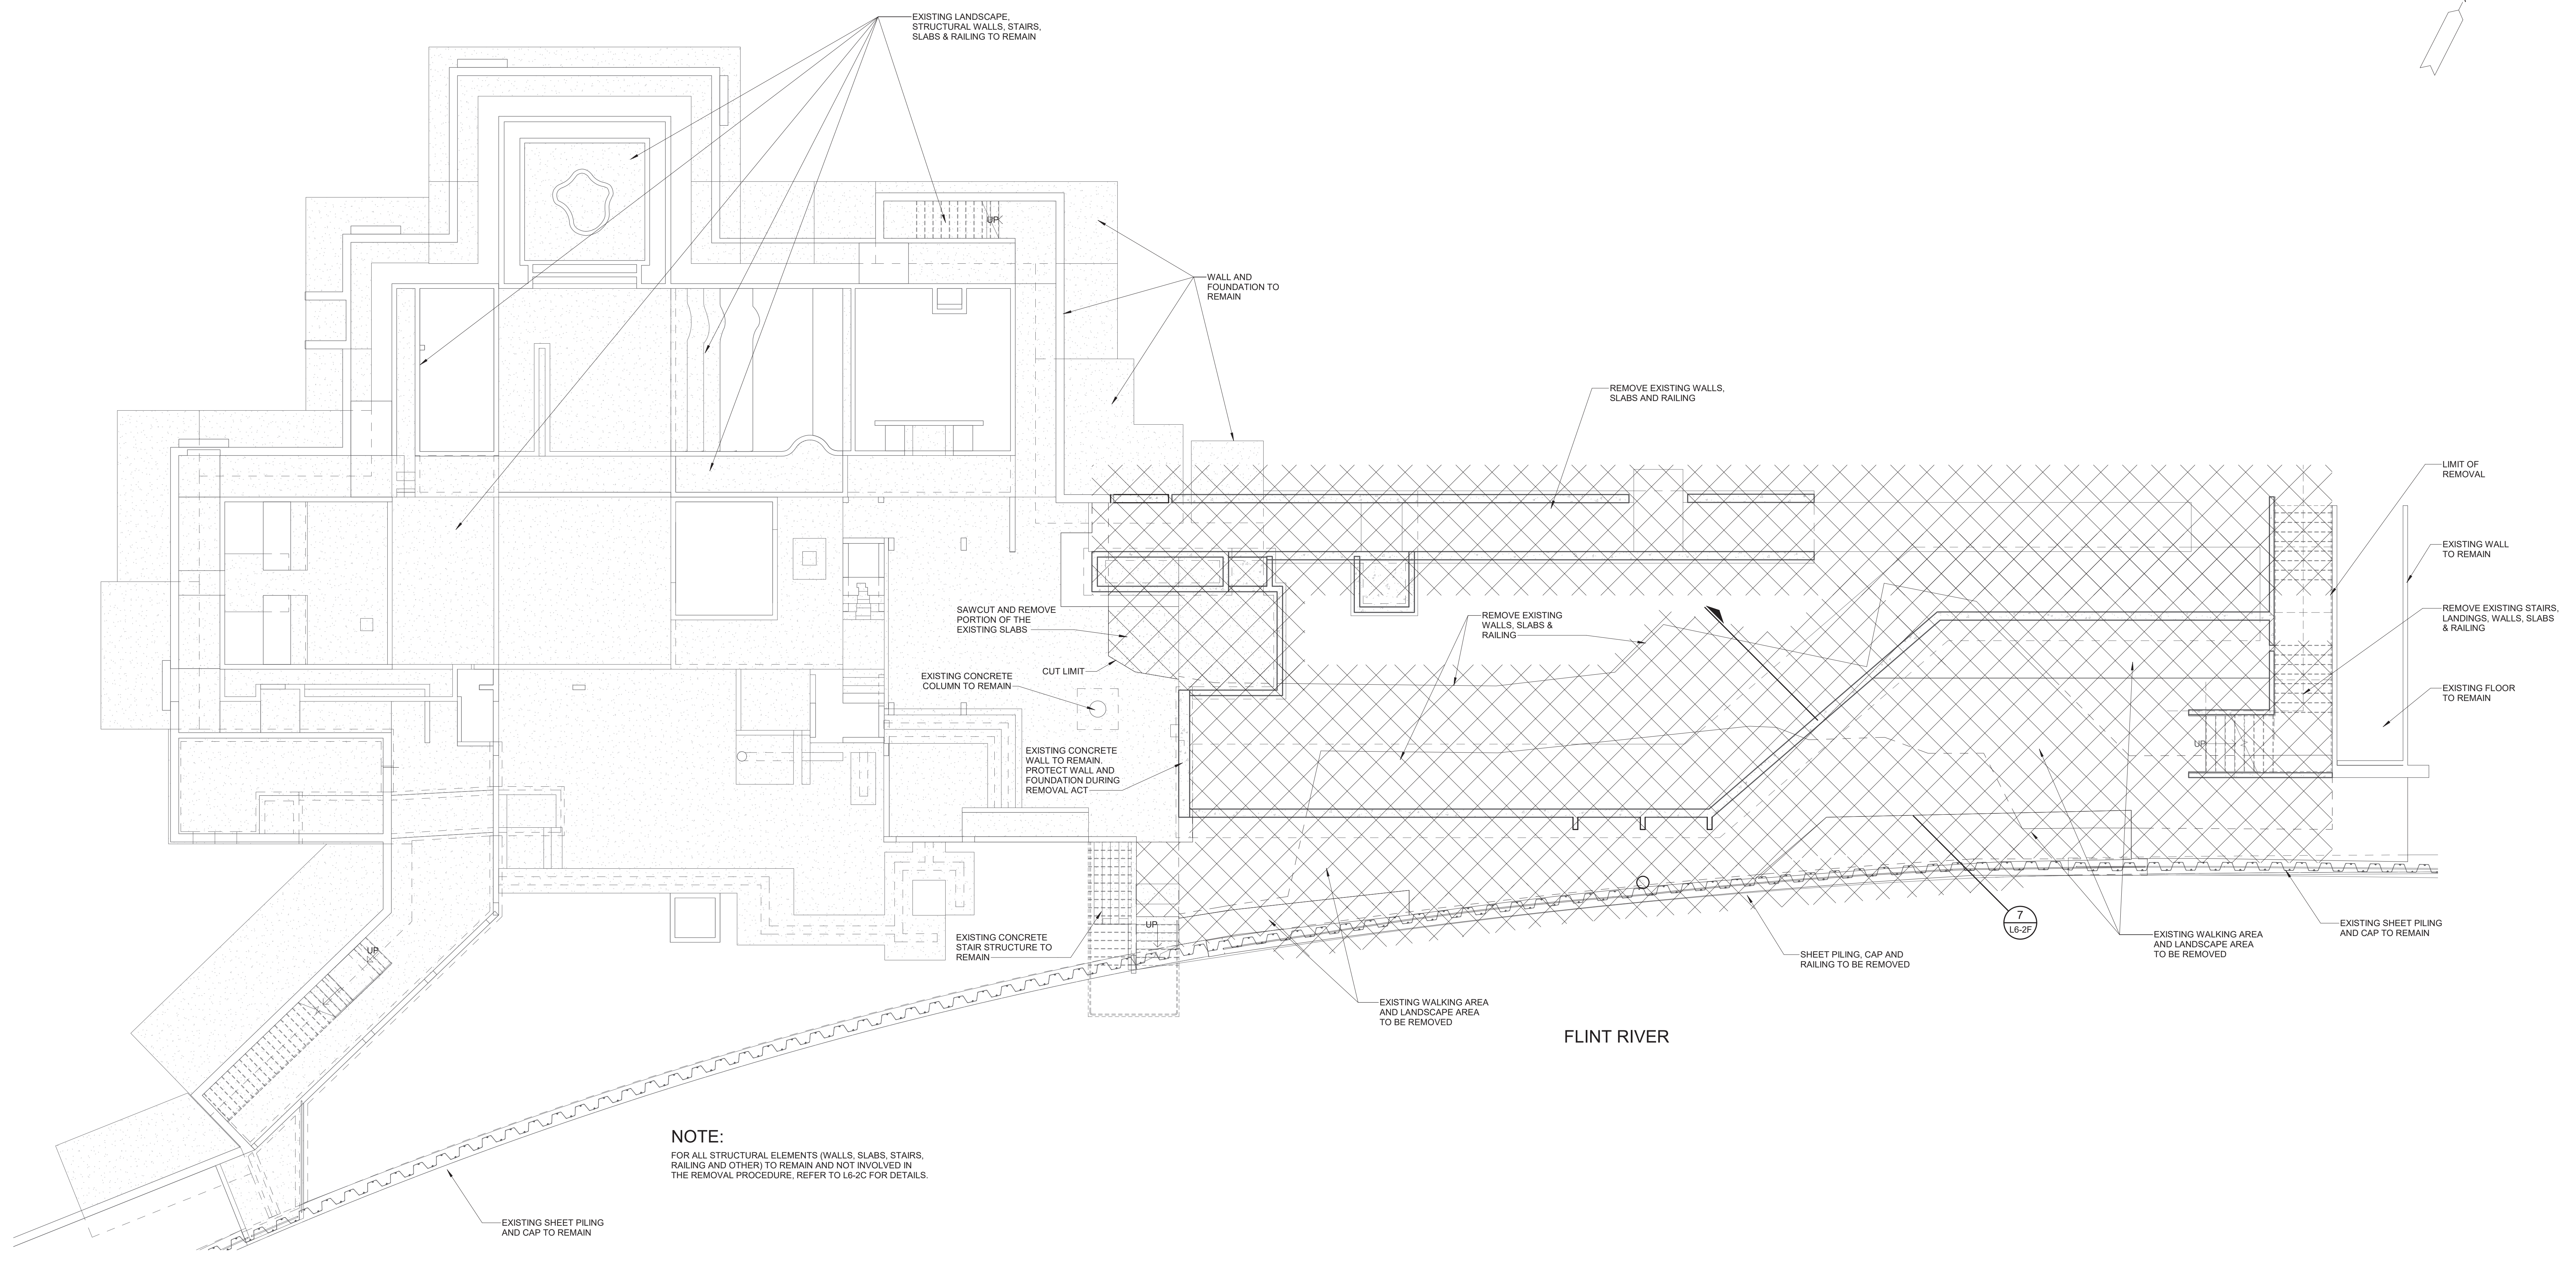 EXISTING LANDSCAPE,
STRUCTURAL WALLS, STAIRS,
SLABS & RAILING TO REMAIN
UP
WALL AND
FOUNDATION TO
REMAIN
REMOVE EXISTING WALLS,
SLABS AND RAILING
LIMIT OF
REMOVAL
EXISTING WALL
TO REMAIN
REMOVE EXISTING STAIRS,
LANDINGS, WALLS, SLABS
& RAILING
EXISTING FLOOR
TO REMAIN
SAWCUT AND REMOVE
PORTION OF THE
EXISTING SLABS
REMOVE EXISTING
WALLS, SLABS &
RAILING
CUT LIMIT
EXISTING CONCRETE
COLUMN TO REMAIN
EXISTING CONCRETE
WALL TO REMAIN.
PROTECT WALL AND
FOUNDATION DURING
REMOVAL ACT
UP
EXISTING CONCRETE
STAIR STRUCTURE TO
REMAIN
UP
UP
7
L6-2F
EXISTING WALKING AREA
AND LANDSCAPE AREA
TO BE REMOVED
EXISTING SHEET PILING
AND CAP TO REMAIN
SHEET PILING, CAP AND
RAILING TO BE REMOVED
EXISTING WALKING AREA
AND LANDSCAPE AREA
TO BE REMOVED
FLINT RIVER
NOTE:
FOR ALL STRUCTURAL ELEMENTS (WALLS, SLABS, STAIRS,
RAILING AND OTHER) TO REMAIN AND NOT INVOLVED IN
THE REMOVAL PROCEDURE, REFER TO L6-2C FOR DETAILS.
EXISTING SHEET PILING
AND CAP TO REMAIN